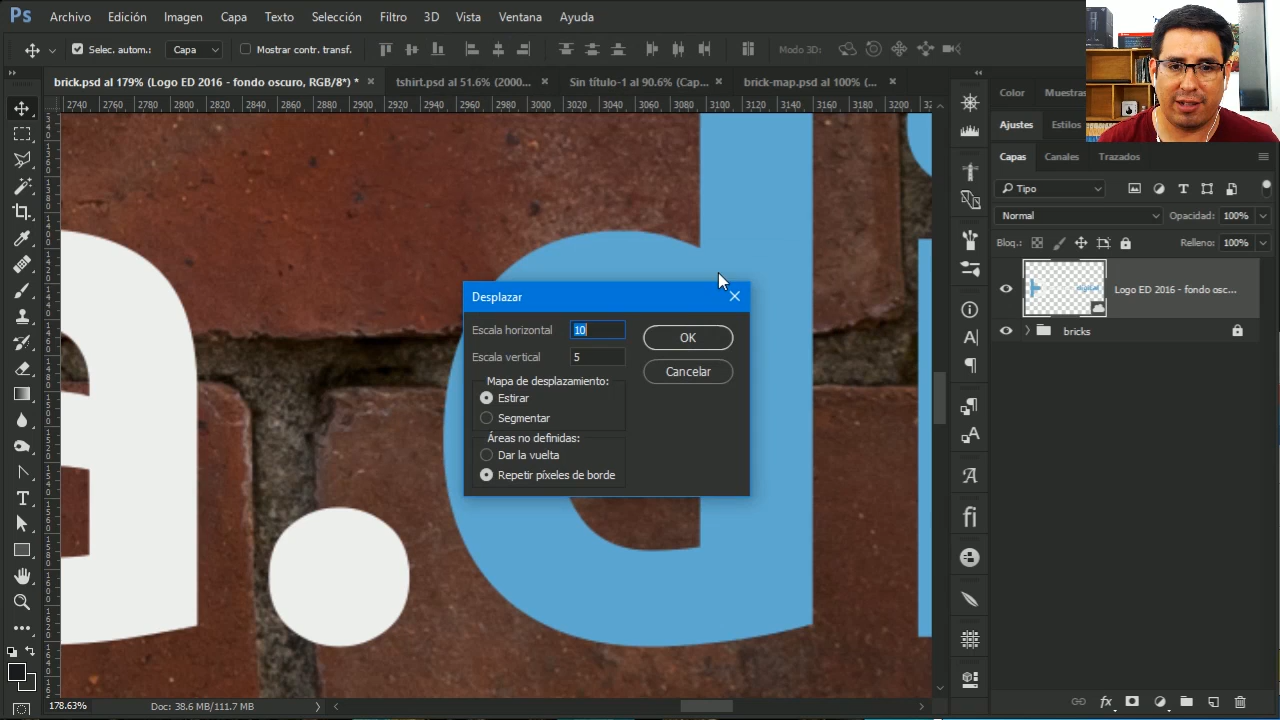 Ps Archivo Edición Imagen Capa Texto Selección Filtro 3D Vista Ventana Ayuda
Selec. autom.: Capa Mostrar contr. transf. Modo 3D:
brick.psd al 179% (Logo ED 2016 - fondo oscuro, RGB/8*) * tshirt.psd al 51.6% (2000... Sin título-1 al 90.6% (Cap... brick-map.psd al 100% (...
2740 2760 2780 2800 2820 2840 2860 2880 2900 2920 2940 2960 2980 3000 3020 3040 3060 3080 3100 3120 3140 3160 3180 3200
Color Muestras
Ajustes Estilos
Capas Canales Trazados
Tipo
Normal Opacidad: 100%
Bloq.: Relleno: 100%
Logo ED 2016 - fondo osc...
bricks
a.d
Desplazar
Escala horizontal 10
Escala vertical 5
OK
Cancelar
Mapa de desplazamiento:
Estirar
Segmentar
Áreas no definidas:
Dar la vuelta
Repetir píxeles de borde
178.63% Doc: 38.6 MB/111.7 MB